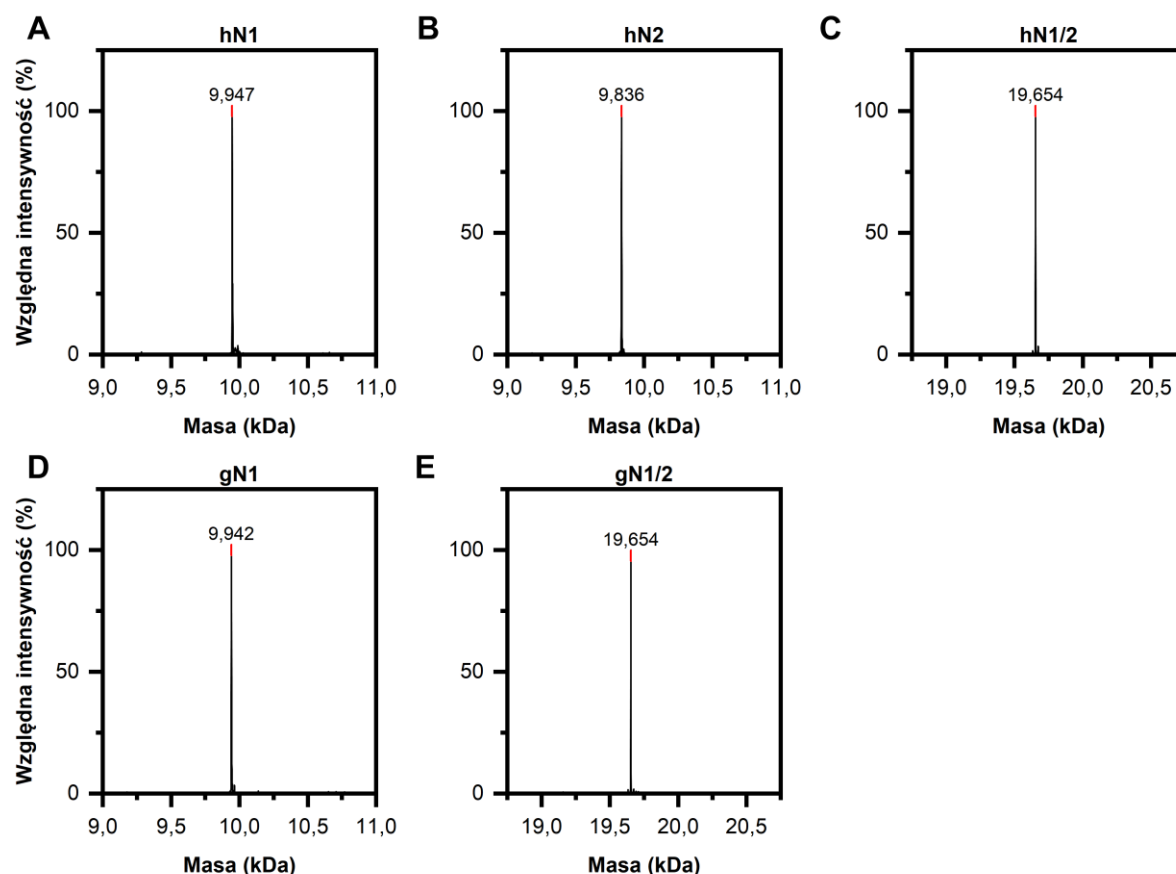 A
hN1
9,947
Względna intensywność (%)
100
50
0
9,0 9,5 10,0 10,5 11,0
Masa (kDa)
B
hN2
9,836
100
50
0
9,0 9,5 10,0 10,5 11,0
Masa (kDa)
C
hN1/2
19,654
100
50
0
19,0 19,5 20,0 20,5
Masa (kDa)
D
gN1
9,942
Względna intensywność (%)
100
50
0
9,0 9,5 10,0 10,5 11,0
Masa (kDa)
E
gN1/2
19,654
100
50
0
19,0 19,5 20,0 20,5
Masa (kDa)